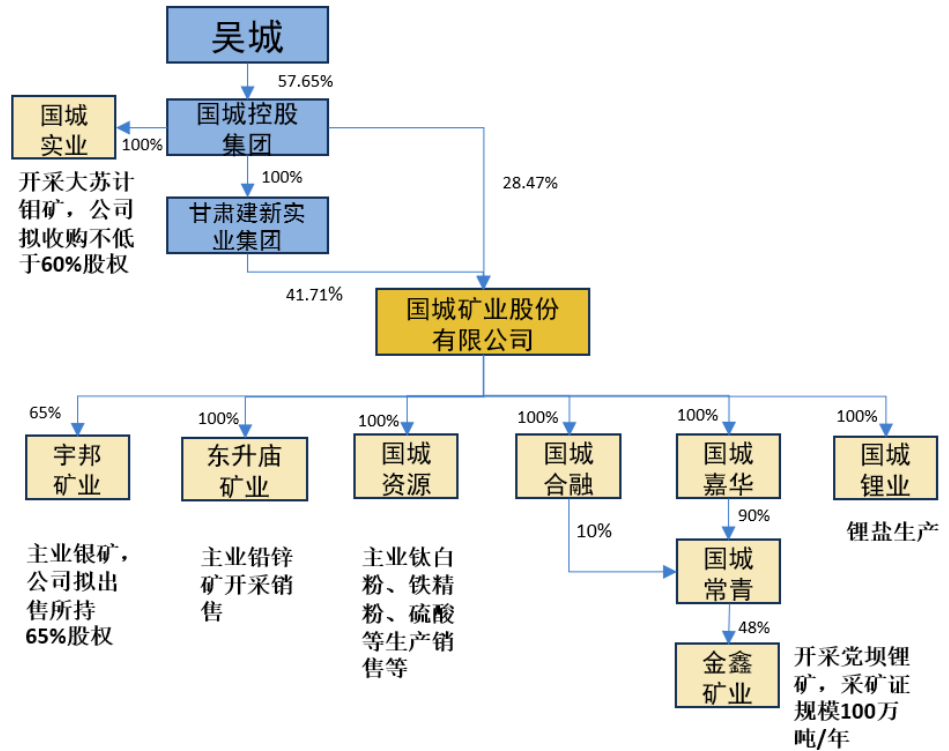 吴城
57.65%
国城
实业
100%
国城控股
集团
开采大苏计
钼矿，公司
拟收购不低
于60%股权
100%
28.47%
甘肃建新实
业集团
41.71%
国城矿业股份
有限公司
65%
100%
100%
100%
100%
100%
宇邦
矿业
东升庙
矿业
国城
资源
国城
合融
国城
嘉华
国城
锂业
主业银矿，
公司拟出
售所持
65%股权
主业铅锌
矿开采销
售
主业钛白
粉、铁精
粉、硫酸
等生产销
售等
10%
90%
锂盐生产
国城
常青
48%
金鑫
矿业
开采党坝锂
矿，采矿证
规模100万
吨/年